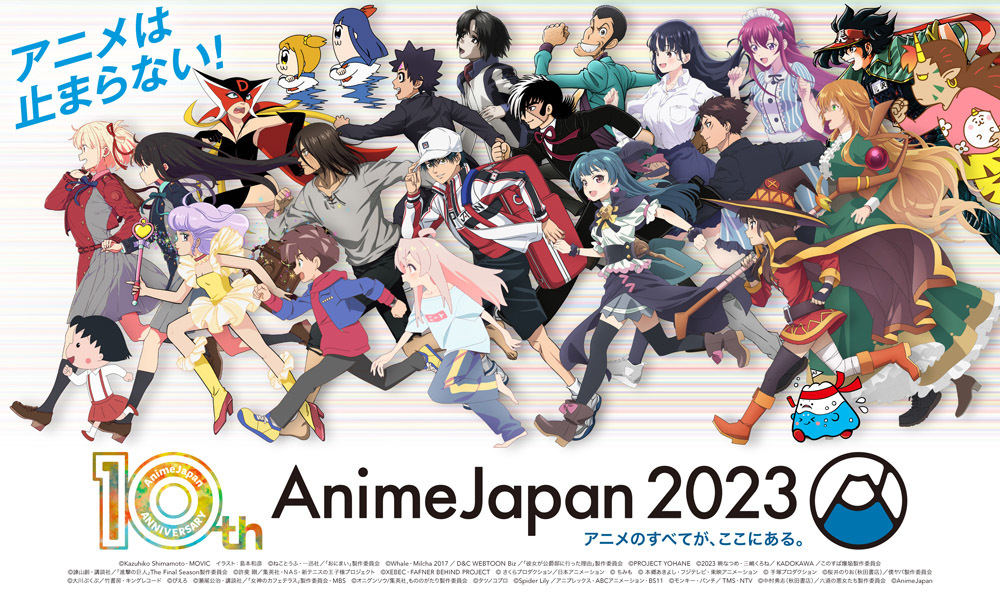 アニメは
止まらない!
D
10th
AnimeJapan
ANNIVERSARY
AnimeJapan 2023
アニメのすべてが、ここにある。
©Kazuhiko Shimamoto・MOVIC イラスト:島本和彦 ©ねことうふ・一迅社/「おにまい」製作委員会 ©Whale・Milcha 2017 / D&C WEBTOON Biz/「彼女が公爵邸に行った理由」製作委員会 ©PROJECT YOHANE ©2023 暁なつめ・三嶋くろね/KADOKAWA/このすば爆焔製作委員会
©諫山創・講談社/「進撃の巨人」The Final Season製作委員会 ©許斐 剛/集英社・NAS・新テニスの王子様プロジェクト ©XEBEC・FAFNER BEHIND PROJECT ©さくらプロダクション/日本アニメーション ©ちみも ©本郷あきよし・フジテレビ・東映アニメーション ©手塚プロダクション ©桜井のりお(秋田書店)/僕ヤバ製作委員会
©大川ぶくぶ/竹書房・キングレコード ©ぴえろ ©瀬尾公治・講談社/「女神のカフェテラス」製作委員会・MBS ©オニグンソウ/集英社,もののがたり製作委員会 ©タツノコプロ ©Spider Lily/アニプレックス・ABCアニメーション・BS11 ©モンキー・パンチ/TMS・NTV ©中村勇志(秋田書店)/六道の悪女たち製作委員会 ©AnimeJapan